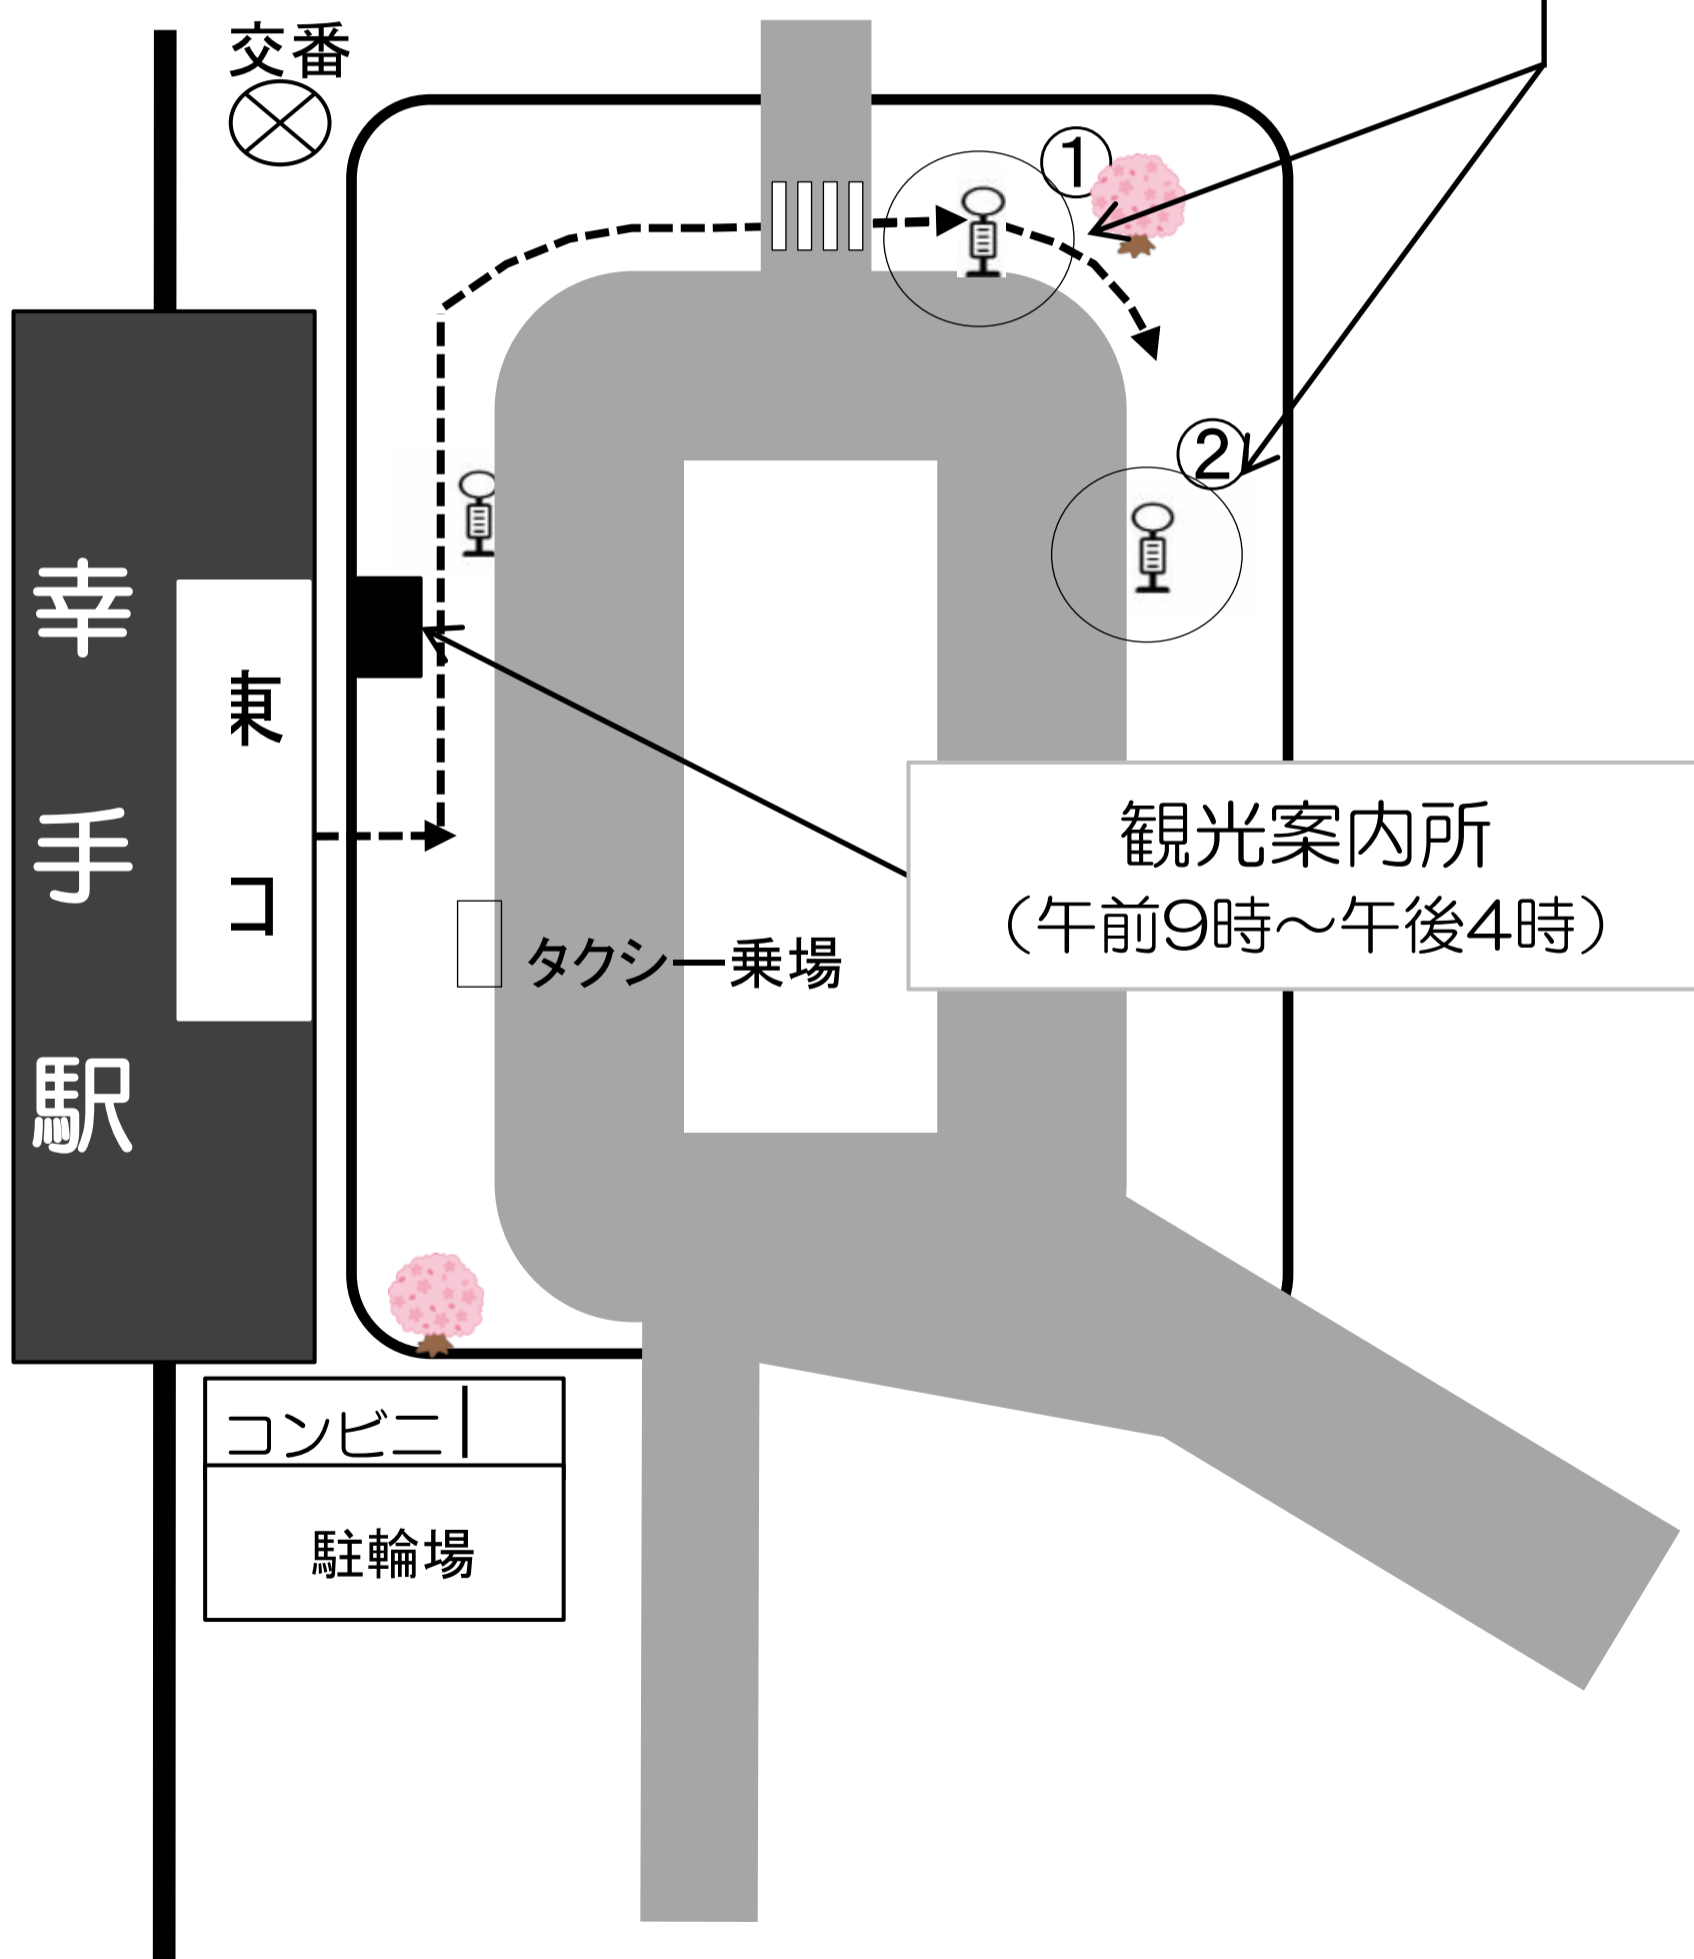 交番
①
②
幸手駅
東口
観光案内所
（午前9時～午後4時）
タクシー乗場
コンビニ
駐輪場